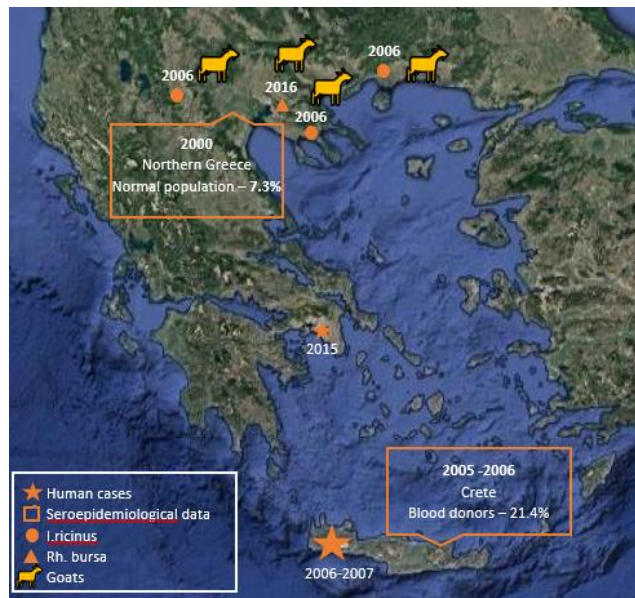 2006
2006
2016
2006
2000
Northern Greece
Normal population – 7.3%
2015
2005 -2006
Crete
Blood donors – 21.4%
2006-2007
Human cases
Seroepidemiological data
I.ricinus
Rh. bursa
Goats